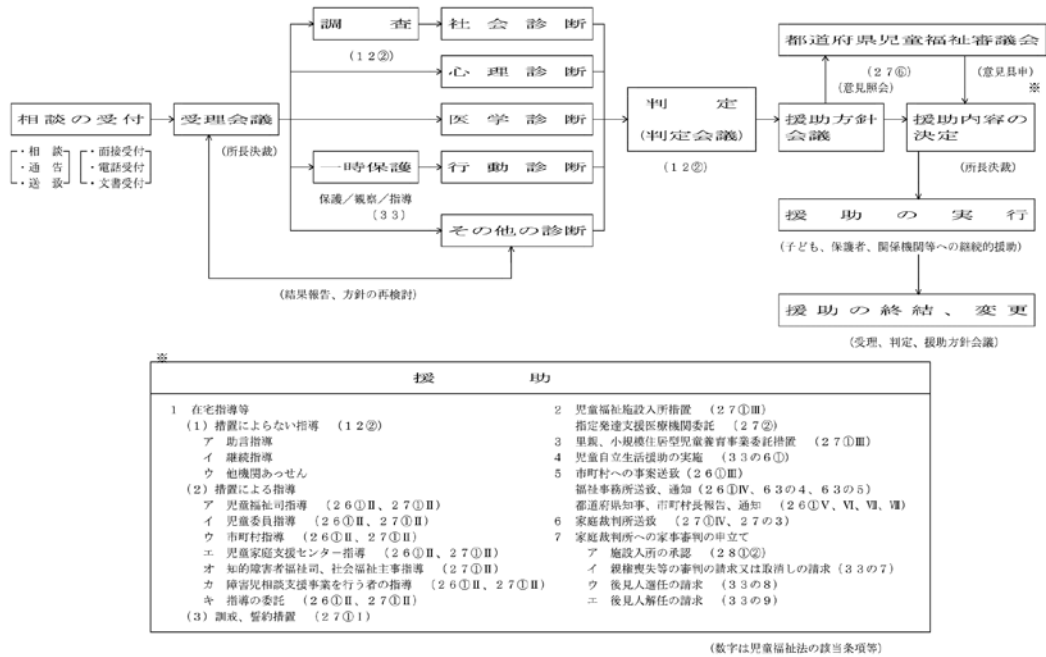 調査
社会診断
(12②)
心理診断
医学診断
一時保護
行動診断
保護/観察/指導
(33)
その他の診断
相談の受付
・相談
・通告
・送致
・面接受付
・電話受付
・文書受付
受理会議
(所長決裁)
(結果報告、方針の再検討)
判定
(判定会議)
(12②)
都道府県児童福祉審議会
(27⑥)
(意見照会)
(意見具申)
※
援助方針
会議
援助内容の
決定
(所長決裁)
援助の実行
(子ども、保護者、関係機関等への継続的援助)
援助の終結、変更
(受理、判定、援助方針会議)
※
援助
1 在宅指導等
(1)措置によらない指導 (12②)
ア 助言指導
イ 継続指導
ウ 他機関あっせん
(2)措置による指導
ア 児童福祉司指導 (26①Ⅱ、27①Ⅱ)
イ 児童委員指導 (26①Ⅱ、27①Ⅱ)
ウ 市町村指導 (26①Ⅱ、27①Ⅱ)
エ 児童家庭支援センター指導 (26①Ⅱ、27①Ⅱ)
オ 知的障害者福祉司、社会福祉主事指導 (27①Ⅱ)
カ 障害児相談支援事業を行う者の指導 (26①Ⅱ、27①Ⅱ)
キ 指導の委託 (26①Ⅱ、27①Ⅱ)
(3)訓戒、誓約措置 (27①Ⅰ)
2 児童福祉施設入所措置 (27①Ⅲ)
指定発達支援医療機関委託 (27②)
3 里親、小規模住居型児童養育事業委託措置 (27①Ⅲ)
4 児童自立生活援助の実施 (33の6①)
5 市町村への事案送致 (26①Ⅲ)
福祉事務所送致、通知 (26①Ⅳ、63の4、63の5)
都道府県知事、市町村長報告、通知 (26①Ⅴ、Ⅵ、Ⅶ、Ⅷ)
6 家庭裁判所送致 (27①Ⅳ、27の3)
7 家庭裁判所への家事審判の申立て
ア 施設入所の承認 (28①②)
イ 親権喪失等の審判の請求又は取消しの請求 (33の7)
ウ 後見人選任の請求 (33の8)
エ 後見人解任の請求 (33の9)
(数字は児童福祉法の該当条項等)